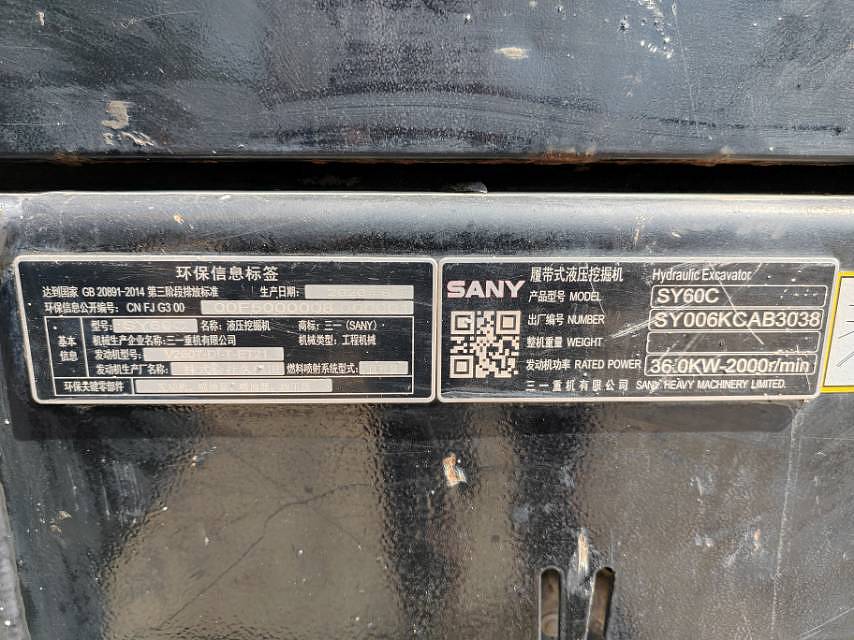 环保信息标签
达到国家 GB 20891-2014 第三阶段排放标准 生产日期:
环保信息公开编号: CN FJ G3 00
型号: 名称: 液压挖掘机 商标: 三一 (SANY)
基本 机械生产企业名称: 三一重机有限公司 机械类型: 工程机械
信息 发动机型号:
发动机生产厂名称: 燃料喷射系统型式:
环保关键零部件
SANY
履带式液压挖掘机 Hydraulic Excavator
产品型号 MODEL SY60C
出厂编号 NUMBER SY006KCAB3038
整机重量 WEIGHT
发动机功率 RATED POWER 36.0KW-2000r/min
三一重机有限公司 SANY HEAVY MACHINERY LIMITED.